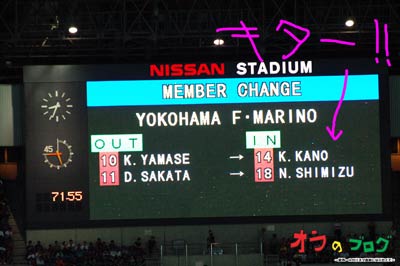 キター!!
NISSAN STADIUM
MEMBER CHANGE
YOKOHAMA F・MARINO
OUT IN
10 K. YAMASE → 14 K. KANO
11 D. SAKATA → 18 N. SHIMIZU
45
71:55
オラのブログ